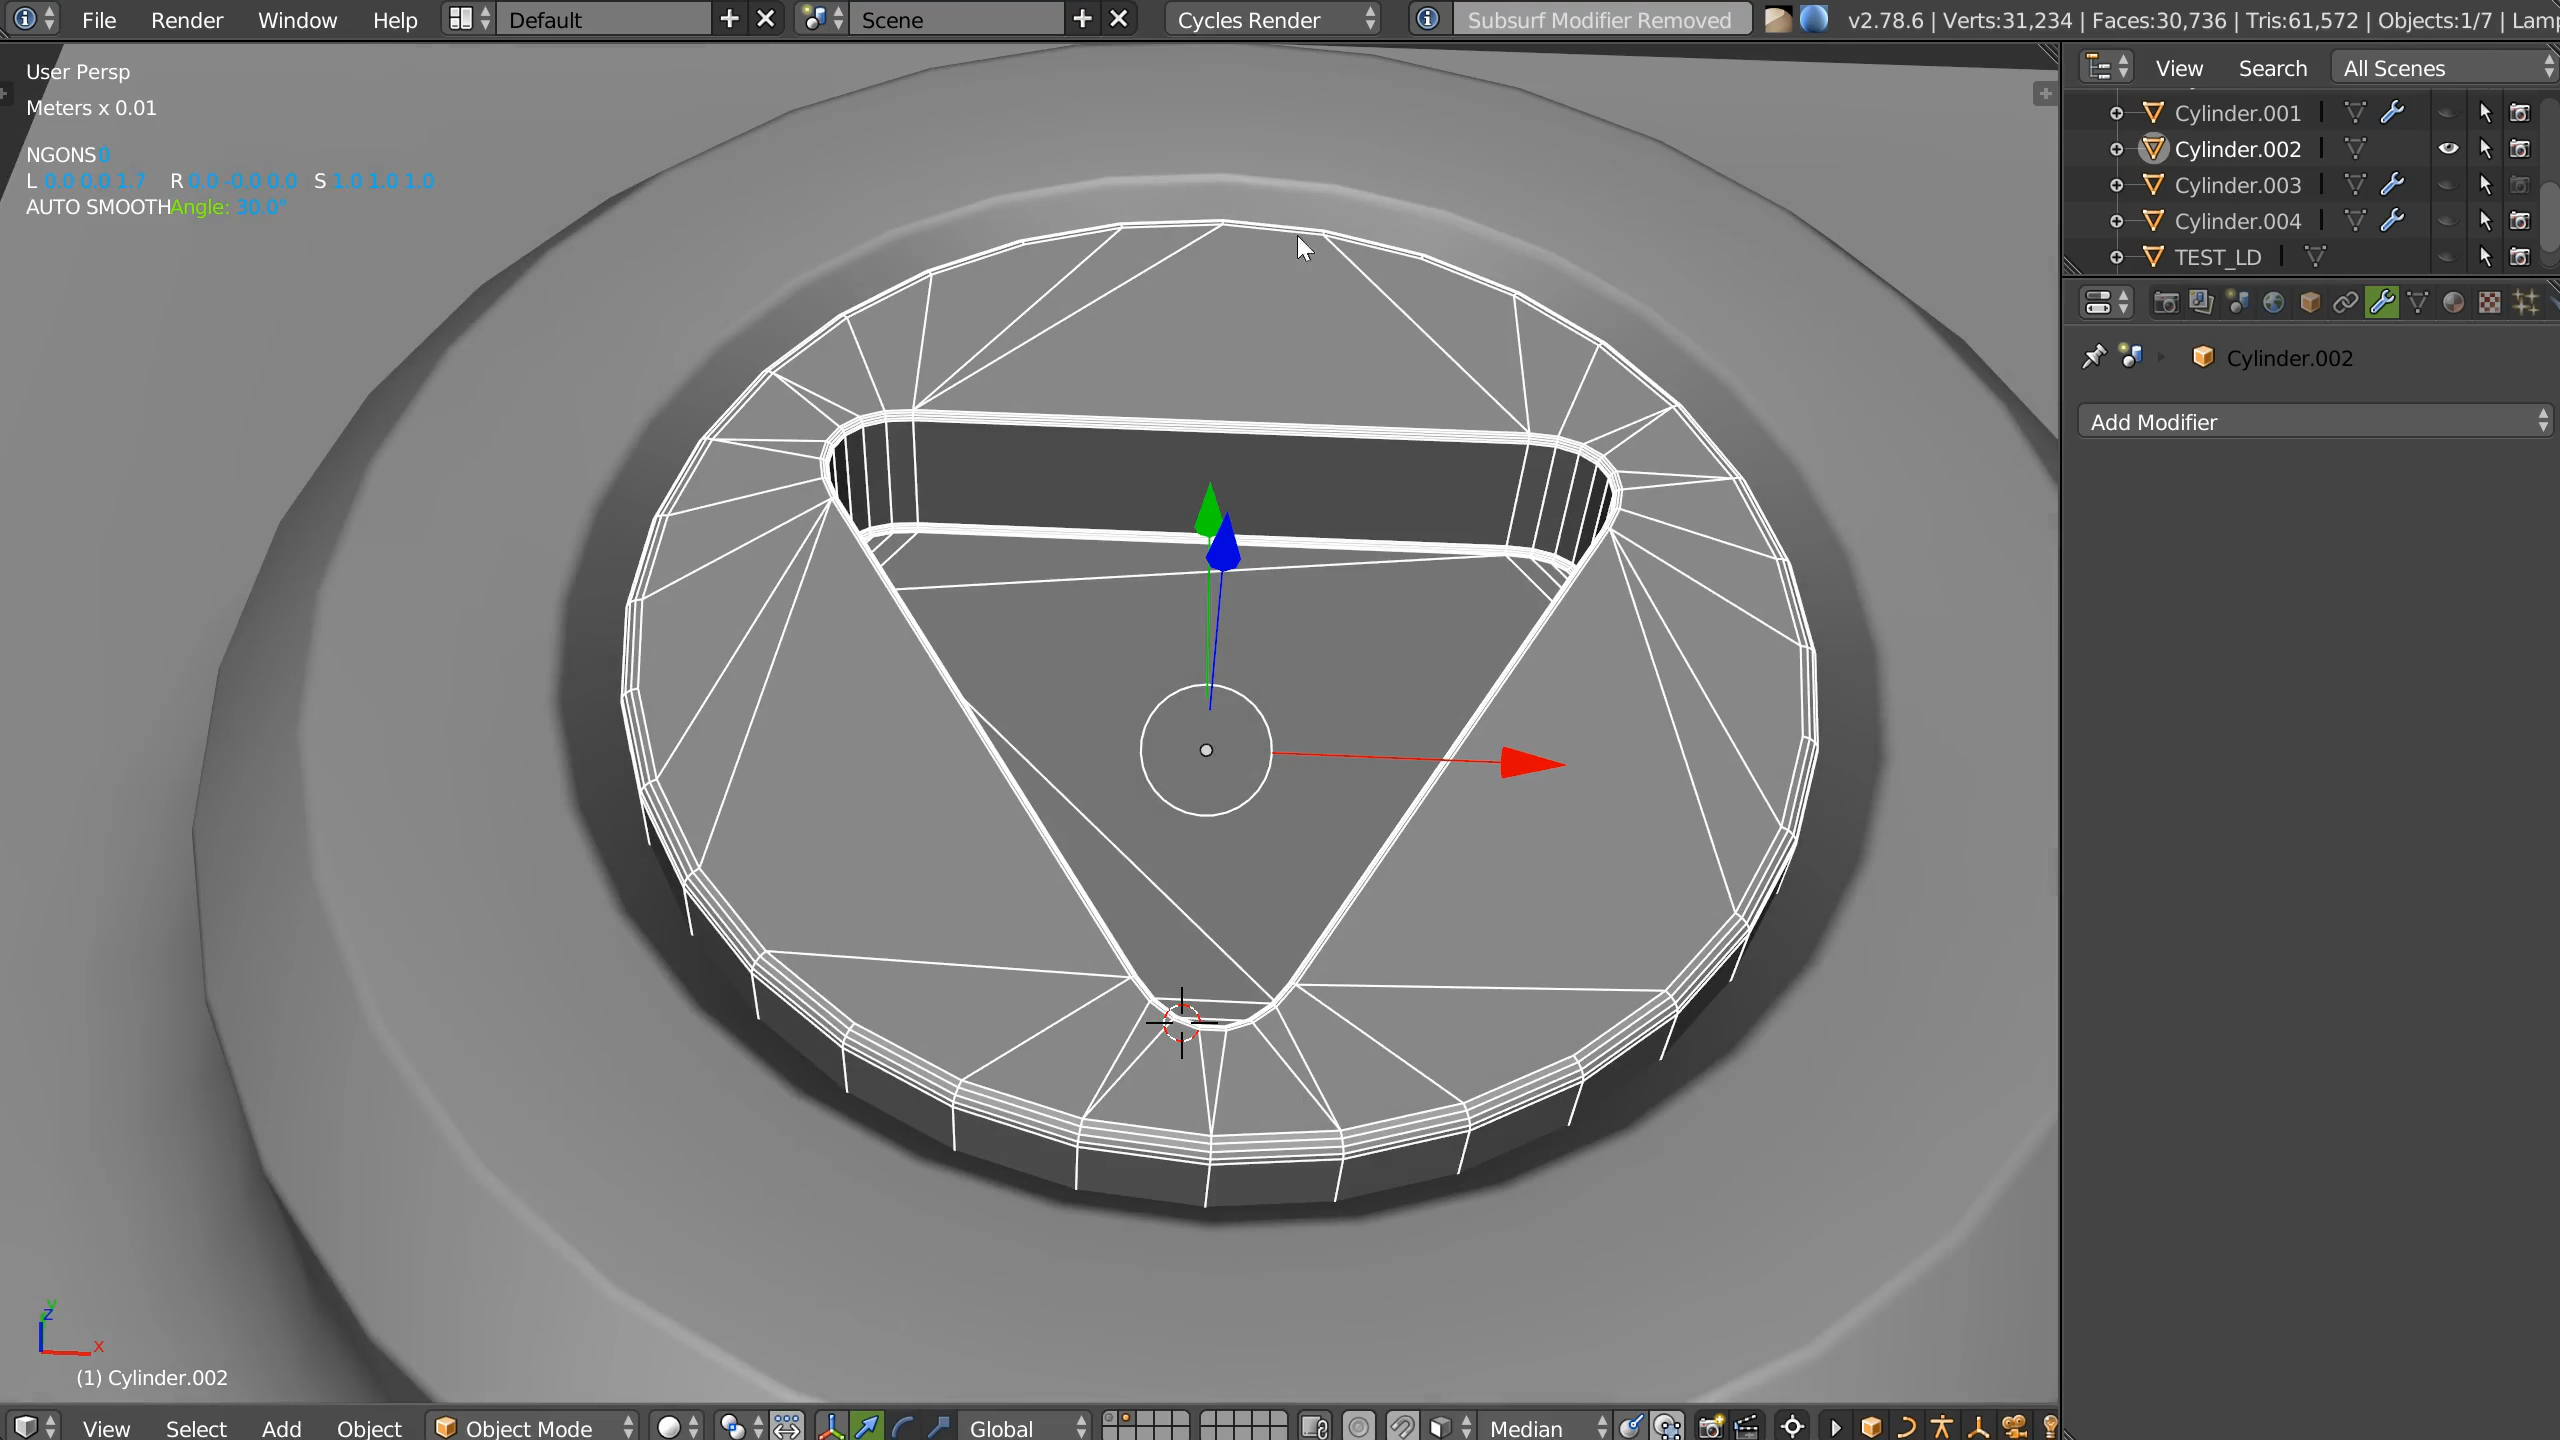 File Render Window Help Default Scene Cycles Render Subsurf Modifier Removed v2.78.6 | Verts:31,234 | Faces:30,736 | Tris:61,572 | Objects:1/7 |
User Persp
Meters x 0.01
NGONS 0
L 0.0 0.0 1.7 R 0.0 -0.0 0.0 S 1.0 1.0 1.0
AUTO SMOOTH Angle: 30.0°
View Search All Scenes
Cylinder.001
Cylinder.002
Cylinder.003
Cylinder.004
TEST_LD
Cylinder.002
Add Modifier
y
z
x
(1) Cylinder.002
View Select Add Object Object Mode Global Median